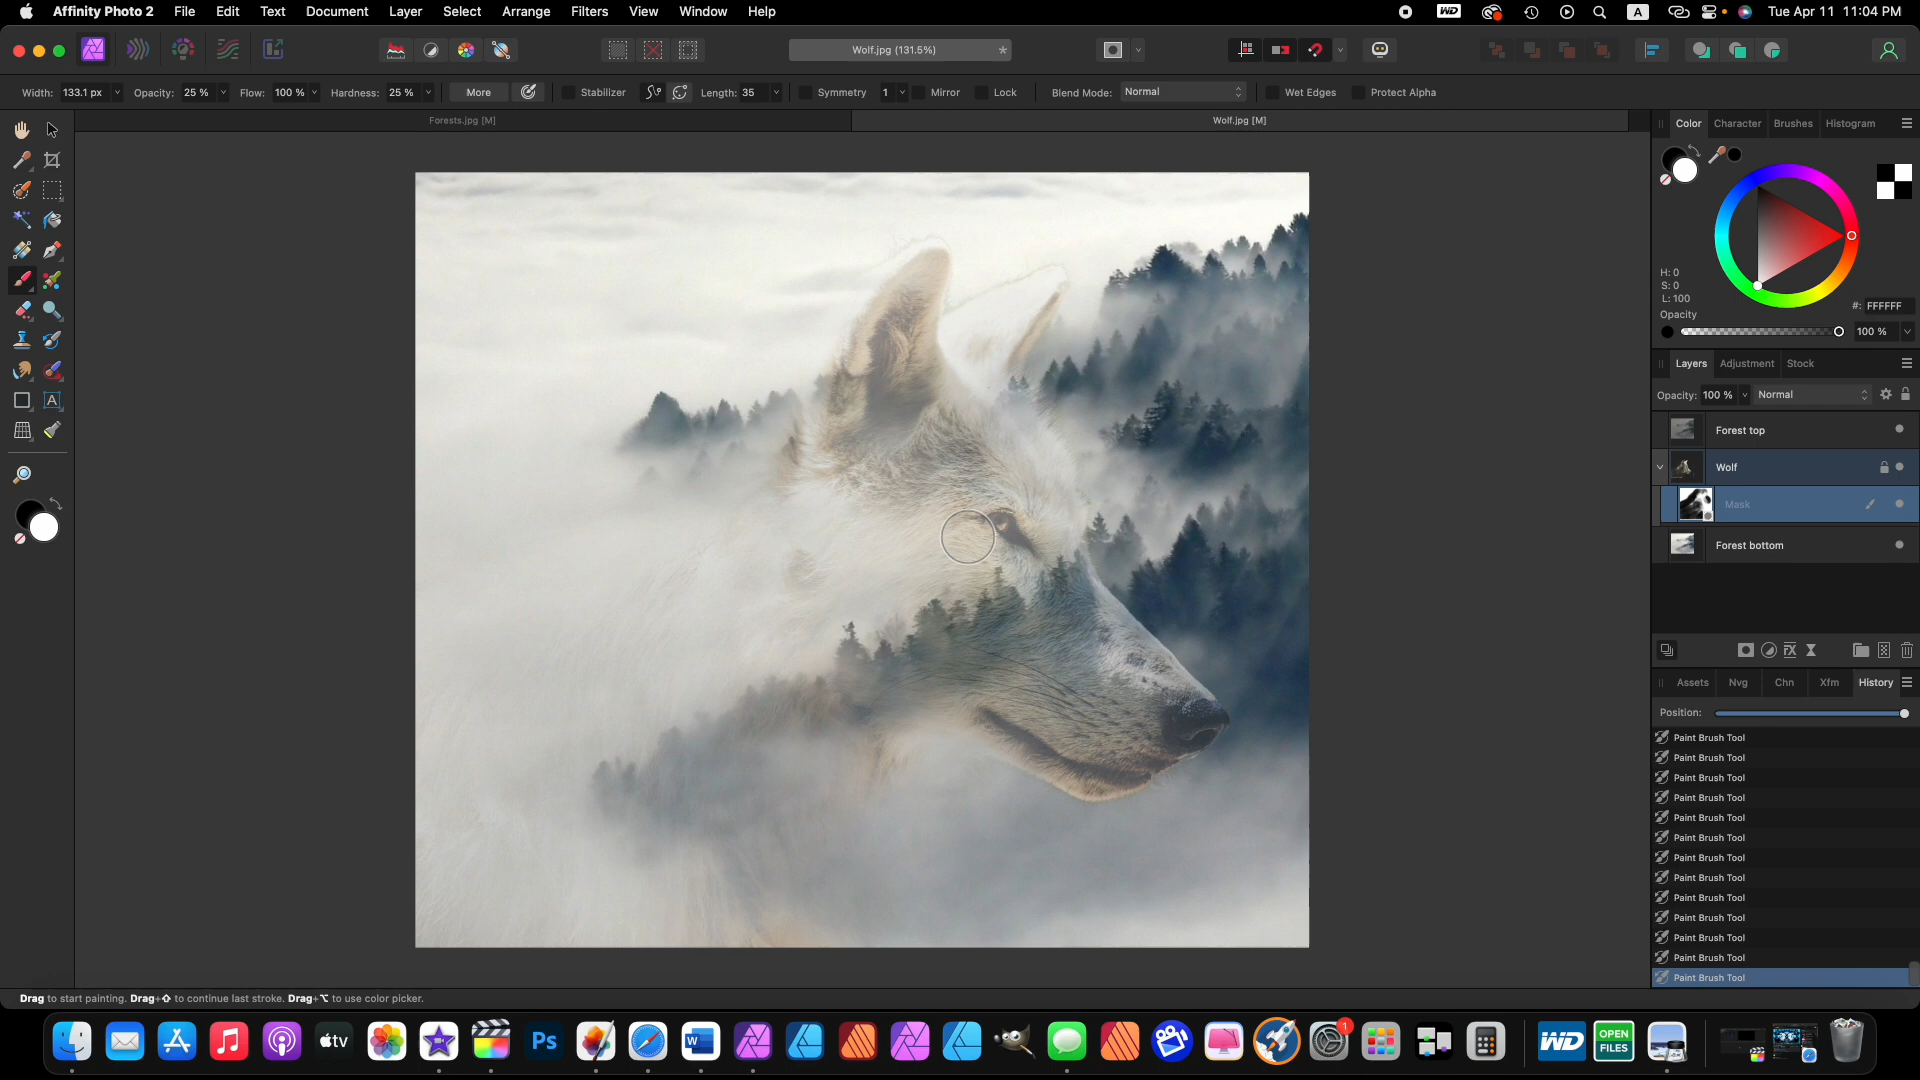 Affinity Photo 2 File Edit Text Document Layer Select Arrange Filters View Window Help WD A Tue Apr 11 11:04 PM
Wolf.jpg (131.5%) *
Width: 133.1 px Opacity: 25 % Flow: 100 % Hardness: 25 % More Stabilizer Length: 35 Symmetry 1 Mirror Lock Blend Mode: Normal Wet Edges Protect Alpha
Forests.jpg [M] Wolf.jpg [M]
Color Character Brushes Histogram
H: 0
S: 0
L: 100
#: FFFFFF
Opacity
100 %
Layers Adjustment Stock
Opacity: 100 % Normal
Forest top
Wolf
Mask
Forest bottom
Assets Nvg Chn Xfm History
Position:
Paint Brush Tool
Paint Brush Tool
Paint Brush Tool
Paint Brush Tool
Paint Brush Tool
Paint Brush Tool
Paint Brush Tool
Paint Brush Tool
Paint Brush Tool
Paint Brush Tool
Paint Brush Tool
Paint Brush Tool
Paint Brush Tool
Drag to start painting. Drag+⇧ to continue last stroke. Drag+⌥ to use color picker.
tv Ps W 1 WD OPEN FILES